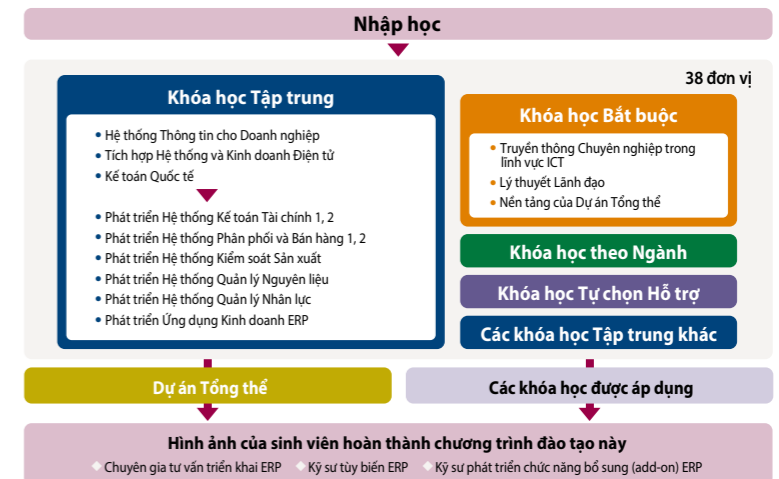 Nhập học
38 đơn vị
Khóa học Tập trung
• Hệ thống Thông tin cho Doanh nghiệp
• Tích hợp Hệ thống và Kinh doanh Điện tử
• Kế toán Quốc tế
• Phát triển Hệ thống Kế toán Tài chính 1, 2
• Phát triển Hệ thống Phân phối và Bán hàng 1, 2
• Phát triển Hệ thống Kiểm soát Sản xuất
• Phát triển Hệ thống Quản lý Nguyên liệu
• Phát triển Hệ thống Quản lý Nhân lực
• Phát triển Ứng dụng Kinh doanh ERP
Khóa học Bắt buộc
• Truyền thông Chuyên nghiệp trong
lĩnh vực ICT
• Lý thuyết Lãnh đạo
• Nền tảng của Dự án Tổng thể
Khóa học theo Ngành
Khóa học Tự chọn Hỗ trợ
Các khóa học Tập trung khác
Dự án Tổng thể
Các khóa học được áp dụng
Hình ảnh của sinh viên hoàn thành chương trình đào tạo này
◆ Chuyên gia tư vấn triển khai ERP ◆ Kỹ sư tùy biến ERP ◆ Kỹ sư phát triển chức năng bổ sung (add-on) ERP